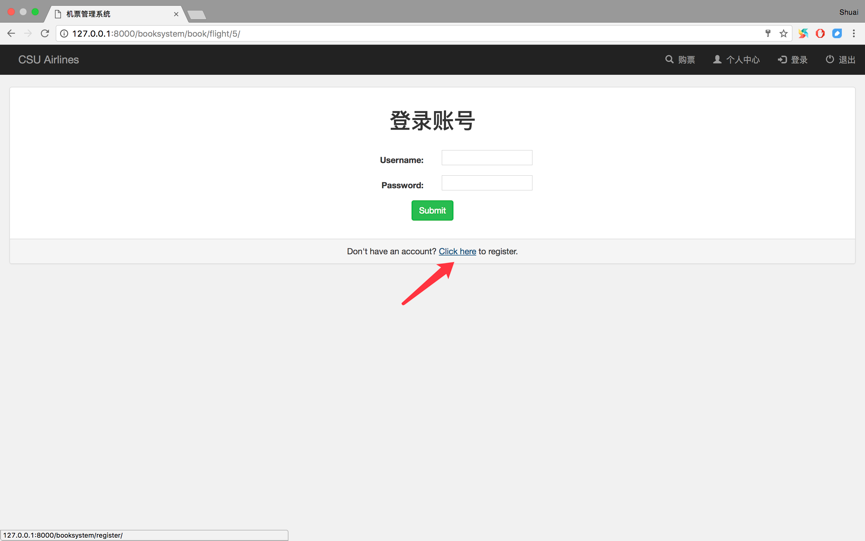 机票管理系统
Shuai
127.0.0.1:8000/booksystem/book/flight/5/
CSU Airlines
购票
个人中心
登录
退出
登录账号
Username:
Password:
Submit
Don't have an account? Click here to register.
127.0.0.1:8000/booksystem/register/